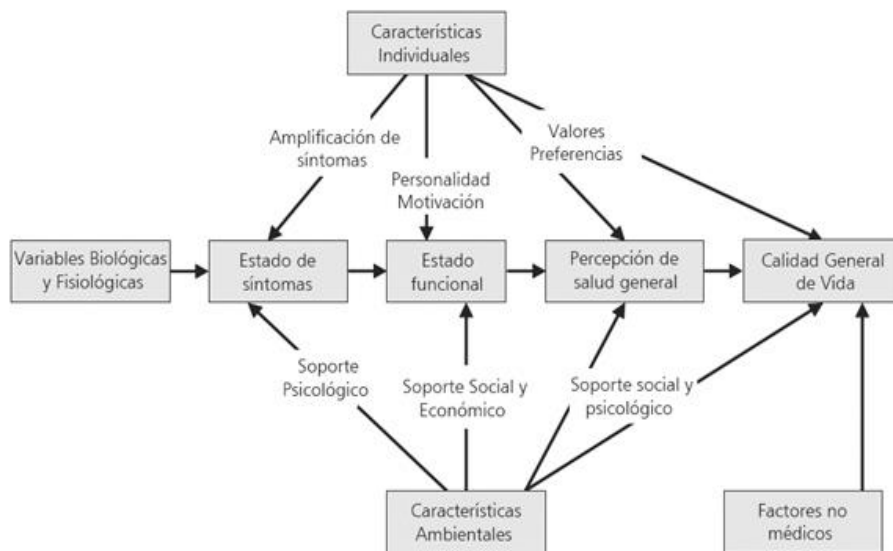 Características
Individuales
Amplificación de
síntomas
Valores
Preferencias
Personalidad
Motivación
Variables Biológicas
y Fisiológicas
Estado de
síntomas
Estado
funcional
Percepción de
salud general
Calidad General
de Vida
Soporte
Psicológico
Soporte Social y
Económico
Soporte social y
psicológico
Características
Ambientales
Factores no
médicos